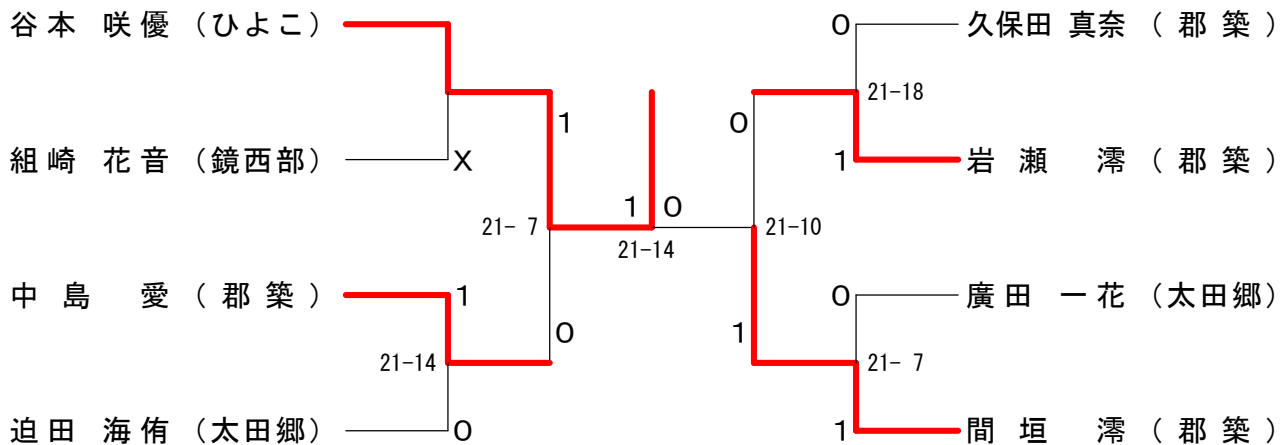 谷本 咲優 (ひよこ)
0
久保田 真奈 (郡築)
21-18
1
0
組崎 花音 (鏡西部)
X
1
岩瀬 澪 (郡築)
1 0
21- 7
21-10
21-14
中島 愛 (郡築)
1
0
廣田 一花 (太田郷)
0
1
21-14
21- 7
迫田 海侑 (太田郷)
0
1
間垣 澪 (郡築)